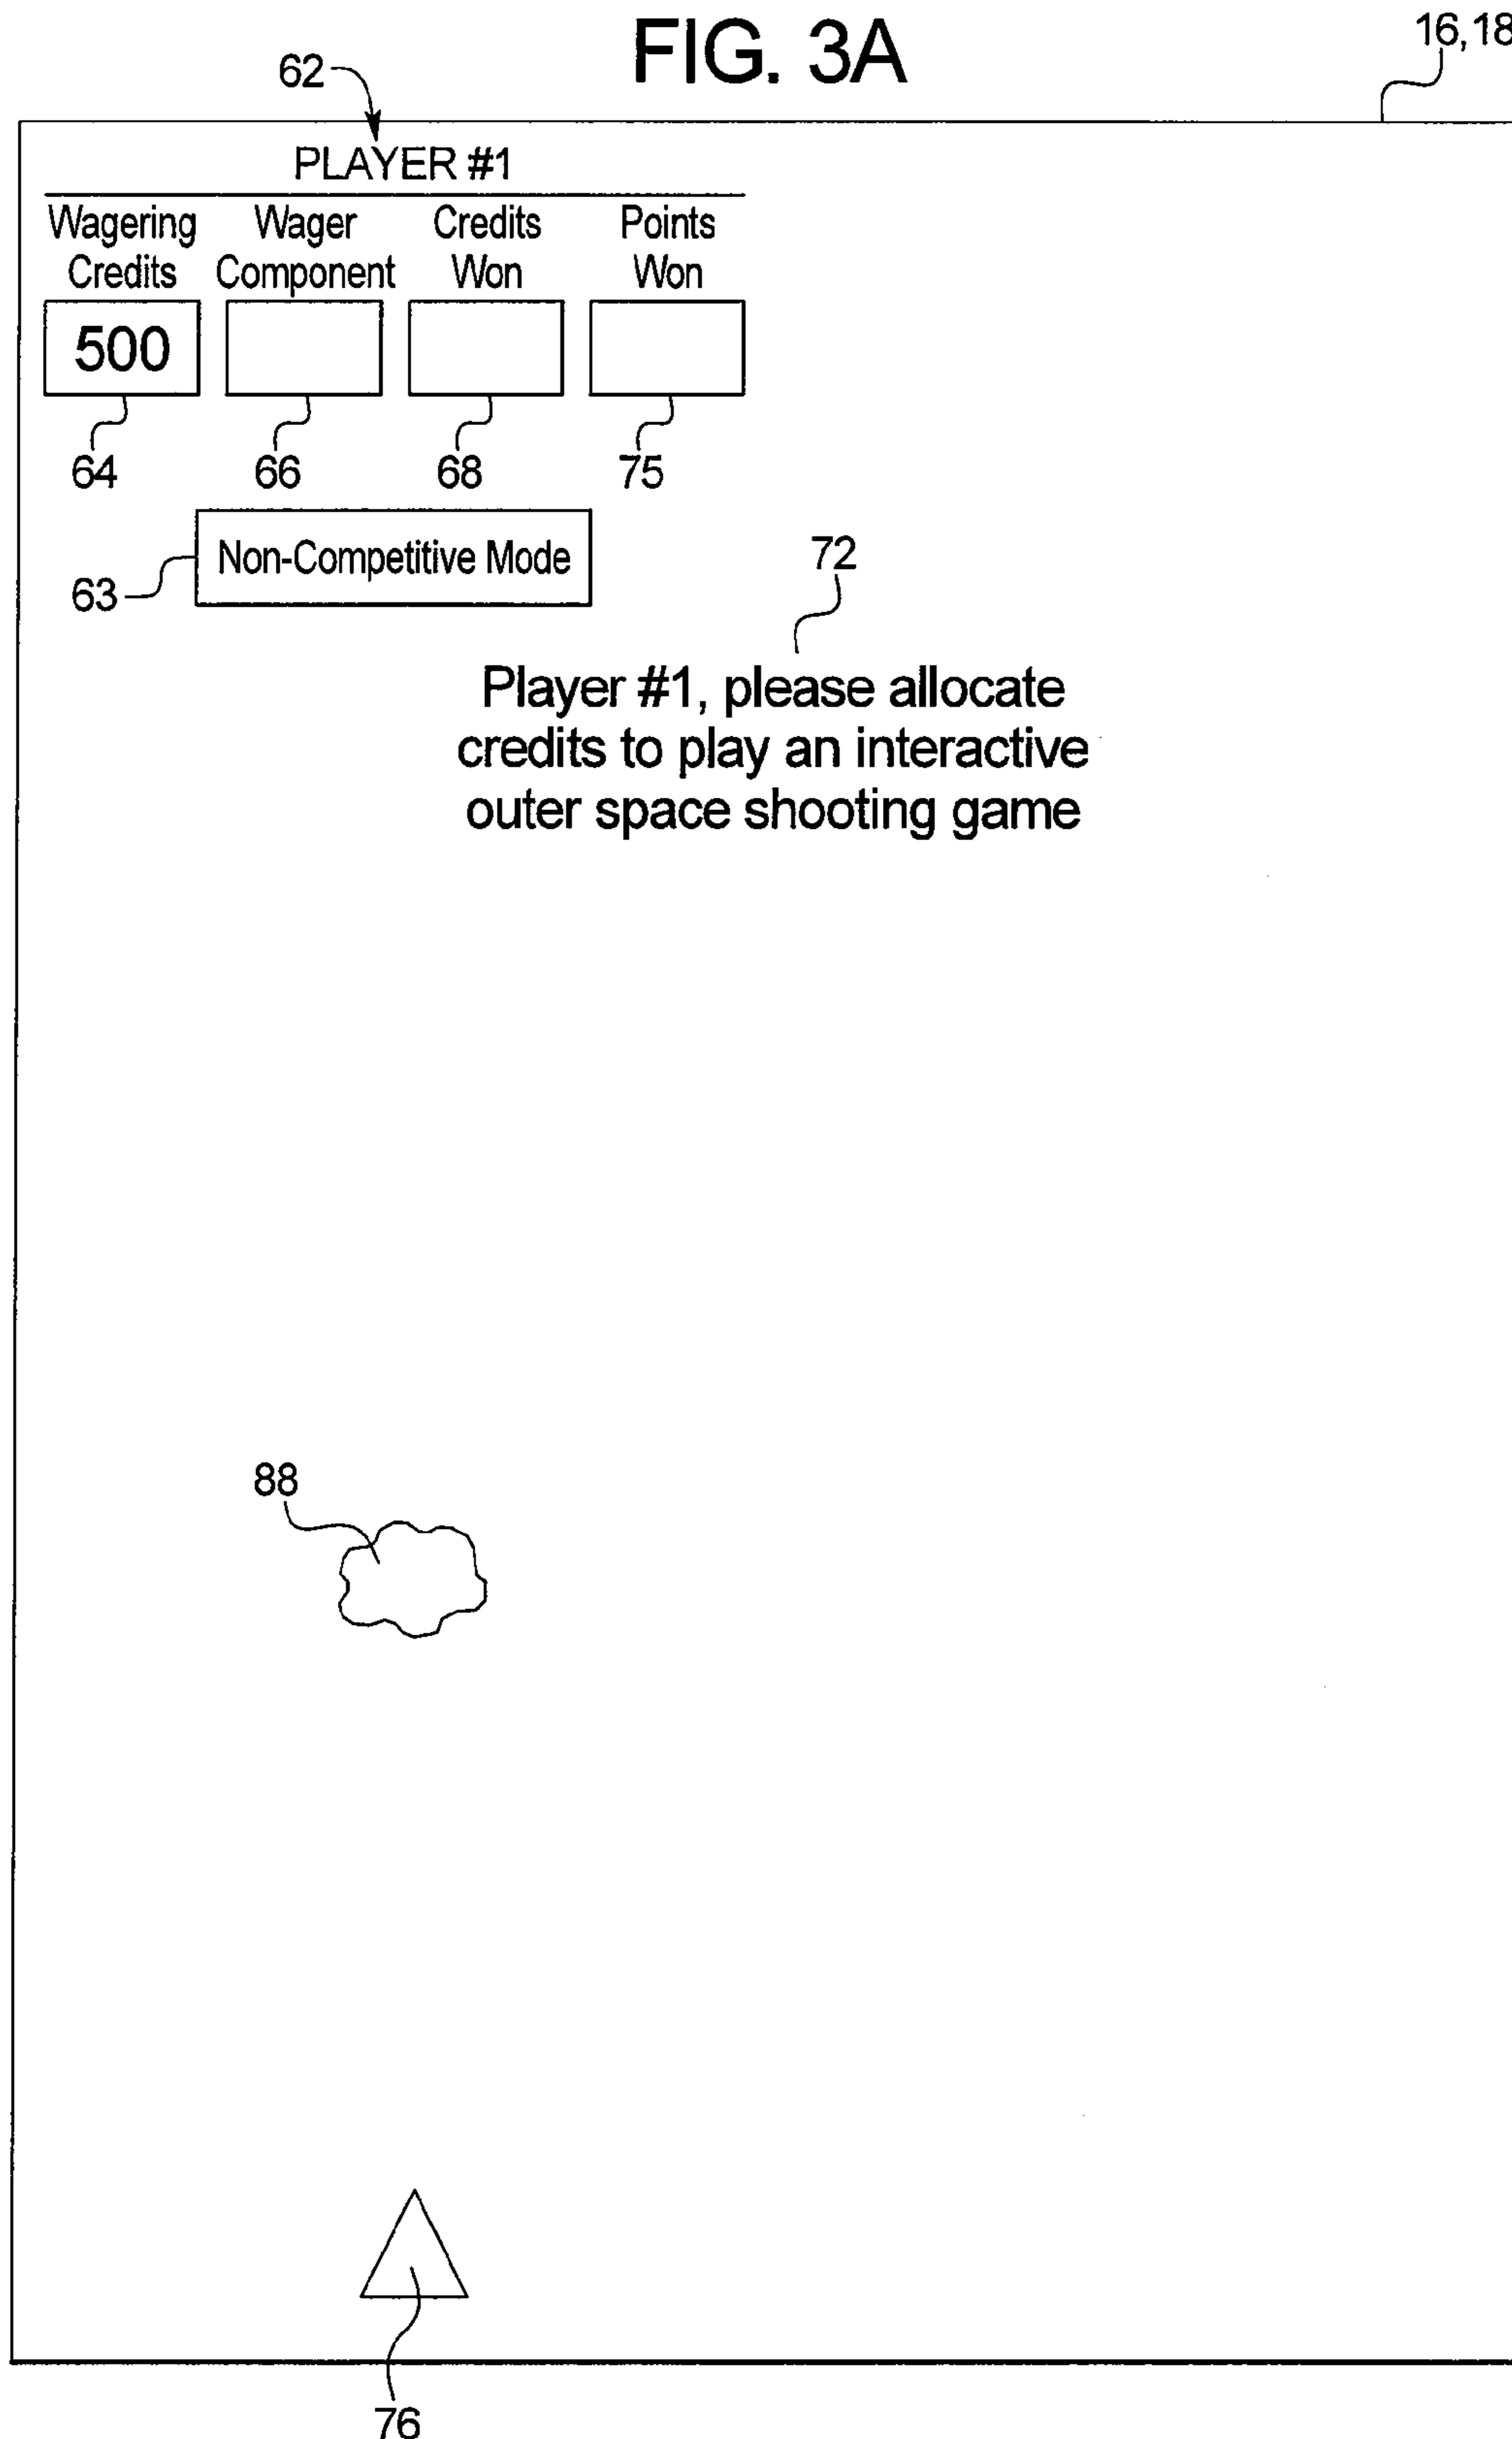 FIG. 3A
16,18
62
PLAYER #1
Wagering Wager Credits Points
Credits Component Won Won
500
64 66 68 75
Non-Competitive Mode
63
72
Player #1, please allocate
credits to play an interactive
outer space shooting game
88
76